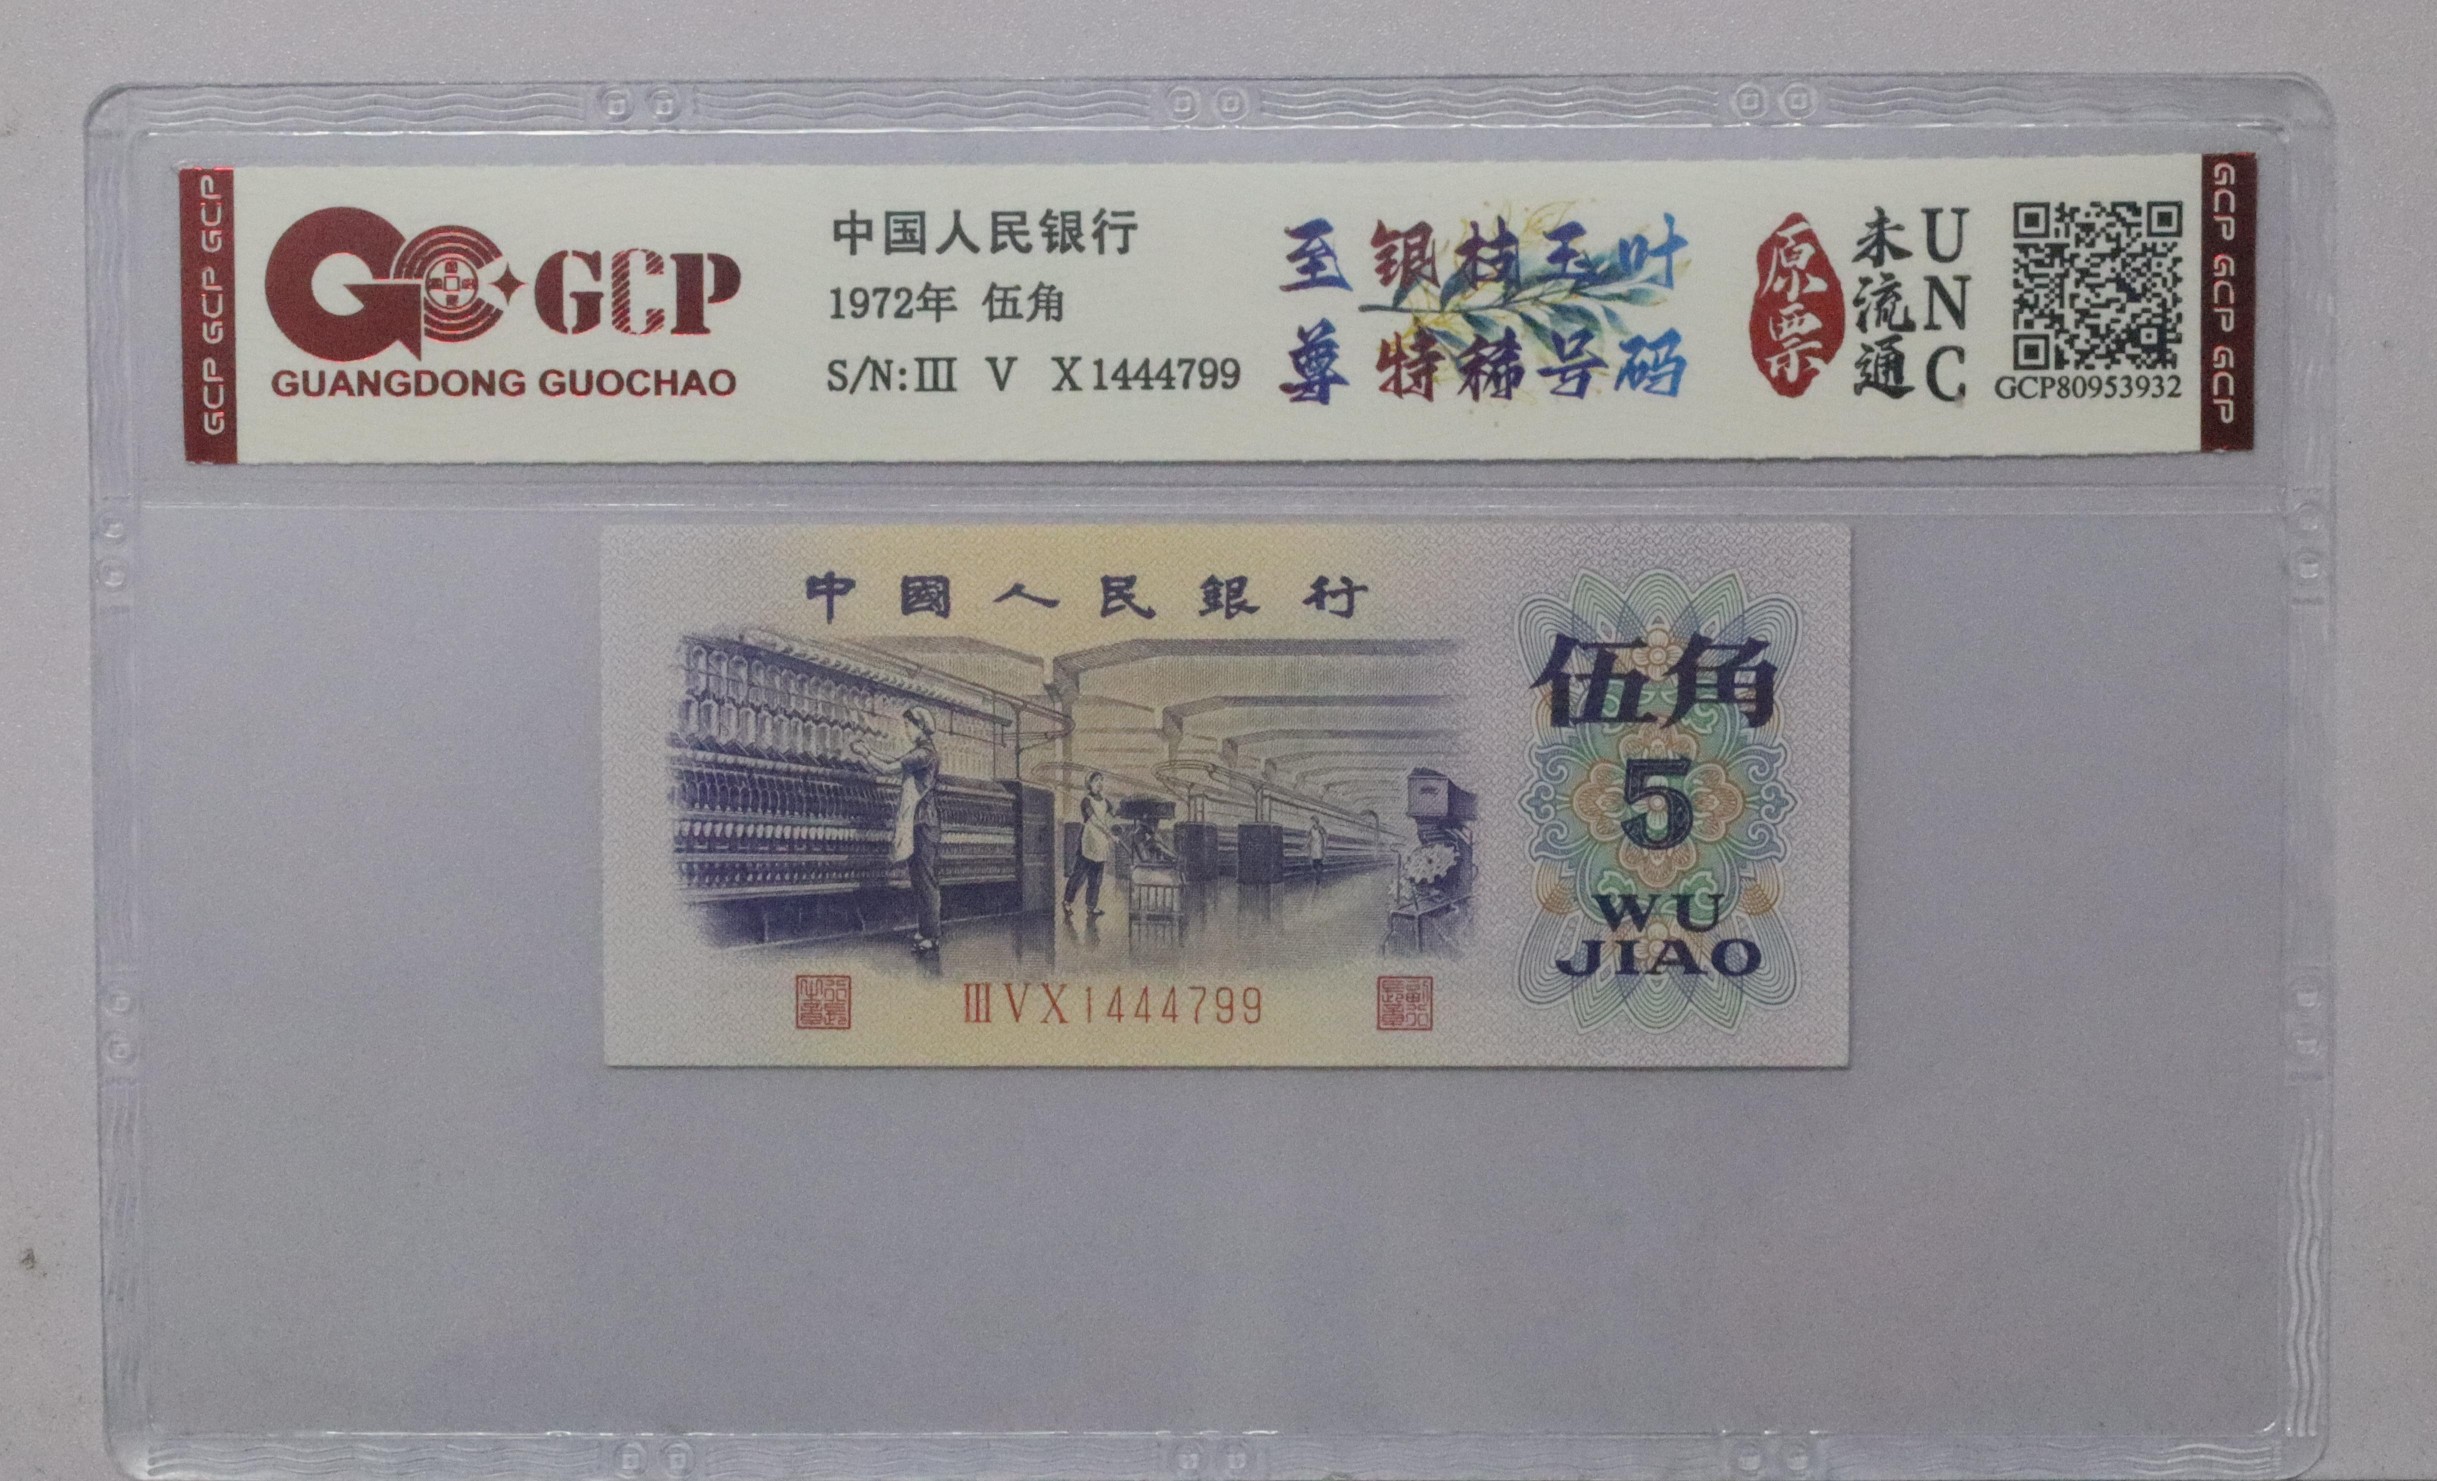 GCP GCP GCP
GCP
GUANGDONG GUOCHAO
中国人民银行
1972年 伍角
S/N:Ⅲ V X1444799
至尊
银枝玉叶
特稀号码
原票
未流通
UNC
GCP80953932
GCP GCP GCP
中國人民銀行
伍角
5
WU
JIAO
ⅢVX1444799